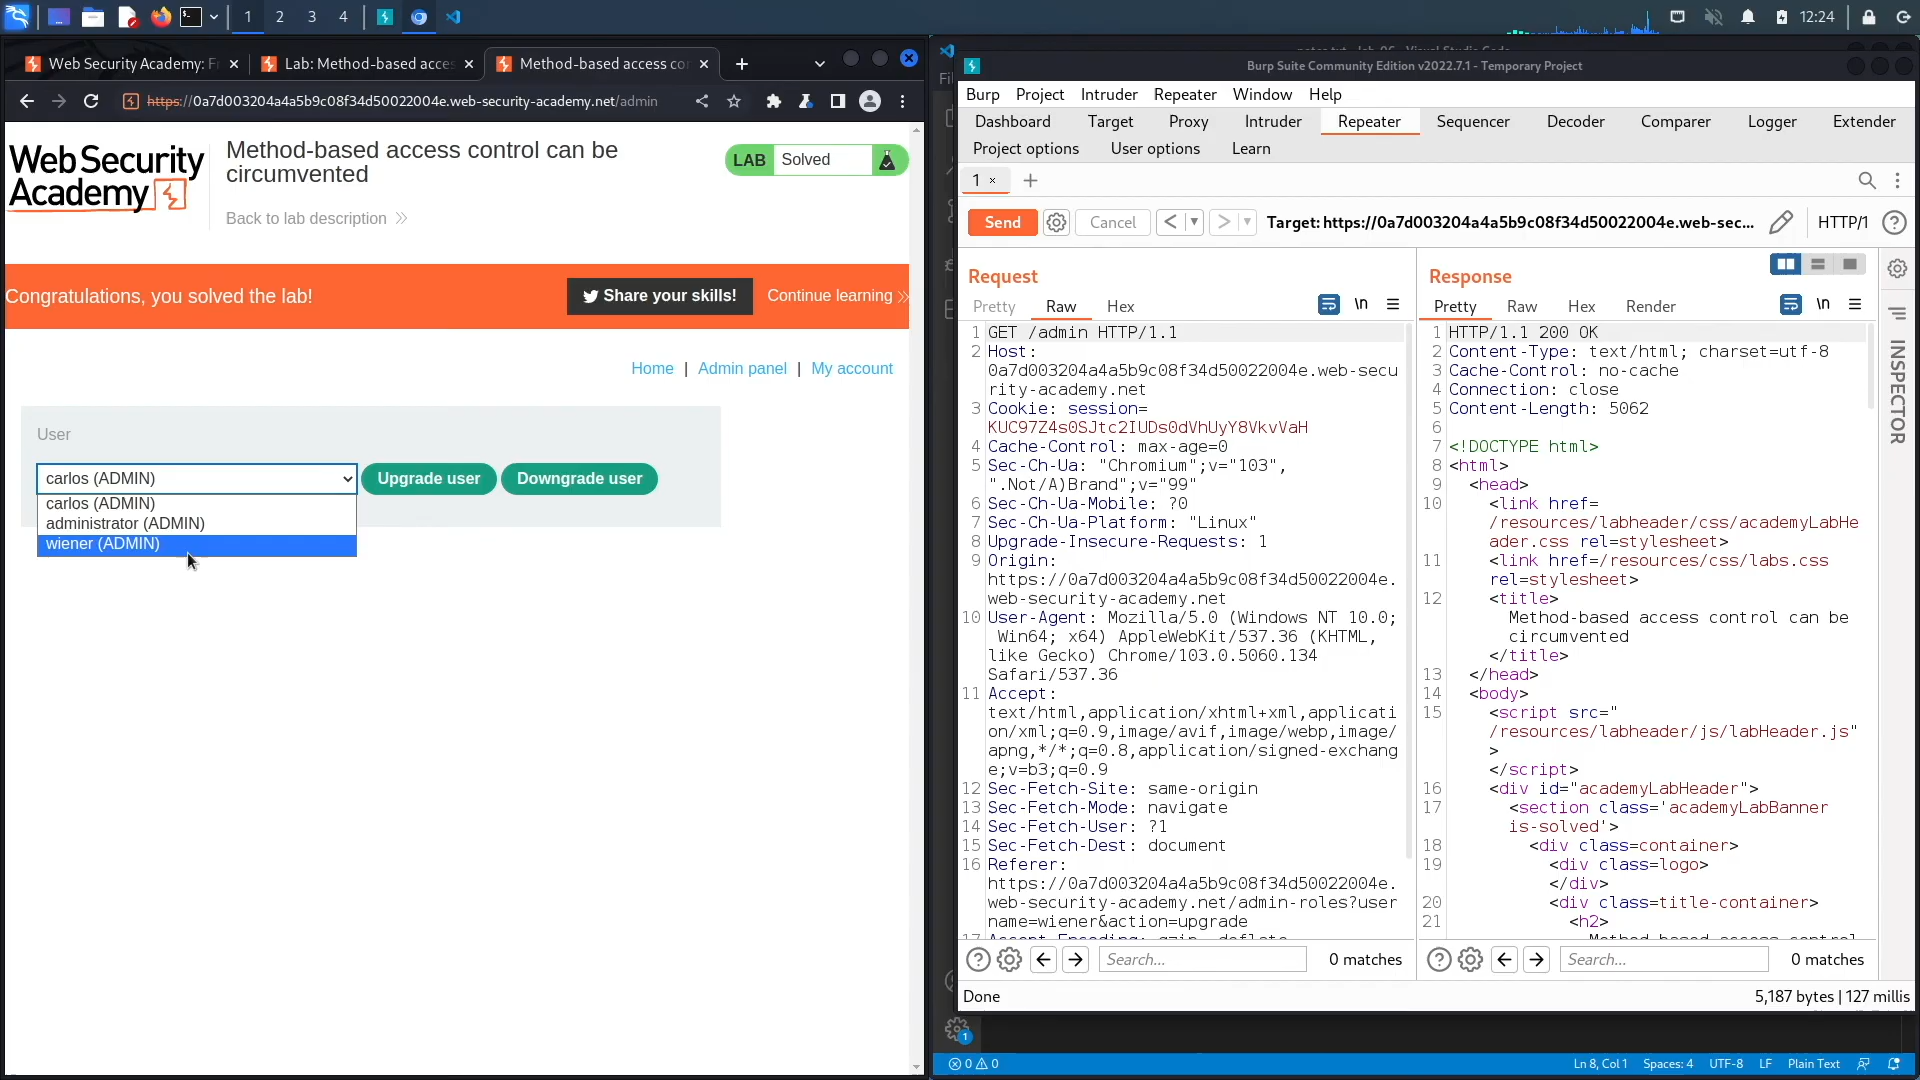 1
2
3
4
12:24
Web Security Academy: F
Lab: Method-based acces
Method-based access co
https://0a7d003204a4a5b9c08f34d50022004e.web-security-academy.net/admin
Web Security
Academy
Method-based access control can be
circumvented
Back to lab description
LAB
Solved
Congratulations, you solved the lab!
Share your skills!
Continue learning
Home | Admin panel | My account
User
carlos (ADMIN)
Upgrade user
Downgrade user
carlos (ADMIN)
administrator (ADMIN)
wiener (ADMIN)
Burp Suite Community Edition v2022.7.1 - Temporary Project
Burp Project Intruder Repeater Window Help
Dashboard Target Proxy Intruder Repeater Sequencer Decoder Comparer Logger Extender
Project options User options Learn
1 ×
Send
Cancel
Target: https://0a7d003204a4a5b9c08f34d50022004e.web-sec...
HTTP/1
Request
Pretty Raw Hex
\n
1 GET /admin HTTP/1.1
2 Host:
0a7d003204a4a5b9c08f34d50022004e.web-secu
rity-academy.net
3 Cookie: session=
KUC97Z4s0SJtc2IUDs0dVhUyY8VkvVaH
4 Cache-Control: max-age=0
5 Sec-Ch-Ua: "Chromium";v="103",
".Not/A)Brand";v="99"
6 Sec-Ch-Ua-Mobile: ?0
7 Sec-Ch-Ua-Platform: "Linux"
8 Upgrade-Insecure-Requests: 1
9 Origin:
https://0a7d003204a4a5b9c08f34d50022004e.
web-security-academy.net
10 User-Agent: Mozilla/5.0 (Windows NT 10.0;
Win64; x64) AppleWebKit/537.36 (KHTML,
like Gecko) Chrome/103.0.5060.134
Safari/537.36
11 Accept:
text/html,application/xhtml+xml,applicati
on/xml;q=0.9,image/avif,image/webp,image/
apng,*/*;q=0.8,application/signed-exchang
e;v=b3;q=0.9
12 Sec-Fetch-Site: same-origin
13 Sec-Fetch-Mode: navigate
14 Sec-Fetch-User: ?1
15 Sec-Fetch-Dest: document
16 Referer:
https://0a7d003204a4a5b9c08f34d50022004e.
web-security-academy.net/admin-roles?user
name=wiener&action=upgrade
17 Accept-Encoding: gzip, deflate
Search...
0 matches
Response
Pretty Raw Hex Render
\n
1 HTTP/1.1 200 OK
2 Content-Type: text/html; charset=utf-8
3 Cache-Control: no-cache
4 Connection: close
5 Content-Length: 5062
6
7 <!DOCTYPE html>
8 <html>
9 <head>
10 <link href=
/resources/labheader/css/academyLabHe
ader.css rel=stylesheet>
11 <link href=/resources/css/labs.css
rel=stylesheet>
12 <title>
Method-based access control can be
circumvented
</title>
13 </head>
14 <body>
15 <script src="
/resources/labheader/js/labHeader.js"
>
</script>
16 <div id="academyLabHeader">
17 <section class='academyLabBanner
is-solved'>
18 <div class=container>
19 <div class=logo>
</div>
20 <div class=title-container>
21 <h2>
Method-based access control
Search...
0 matches
INSPECTOR
Done
5,187 bytes | 127 millis
1
0 0
Ln 8, Col 1
Spaces: 4
UTF-8
LF
Plain Text